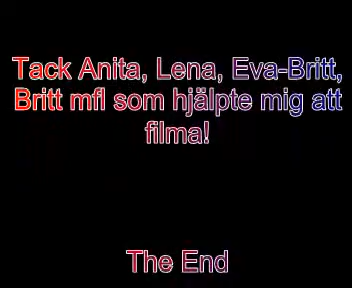 Tack Anita, Lena, Eva-Britt,
Britt mfl som hjälpte mig att
filma!
The End